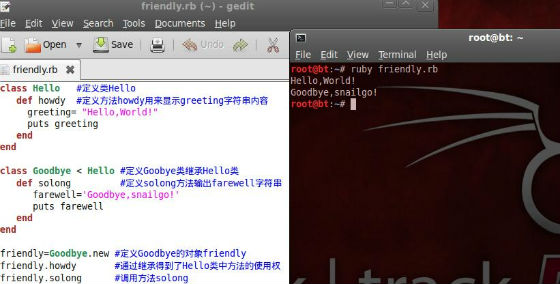 friendly.rb (~) - gedit
File Edit View Search Tools Documents Help
Open Save Undo
friendly.rb
class Hello #定义类Hello
def howdy #定义方法howdy用来显示greeting字符串内容
greeting= "Hello,World!"
puts greeting
end
end
class Goodbye < Hello #定义Goobye类继承Hello类
def solong #定义solong方法输出farewell字符串
farewell='Goodbye,snailgo!'
puts farewell
end
end
friendly=Goodbye.new #定义Goodbye的对象friendly
friendly.howdy #通过继承得到了Hello类中方法的使用权
friendly.solong #调用方法solong
root@bt: ~
File Edit View Terminal Help
root@bt:~# ruby friendly.rb
Hello,World!
Goodbye,snailgo!
root@bt:~#
track